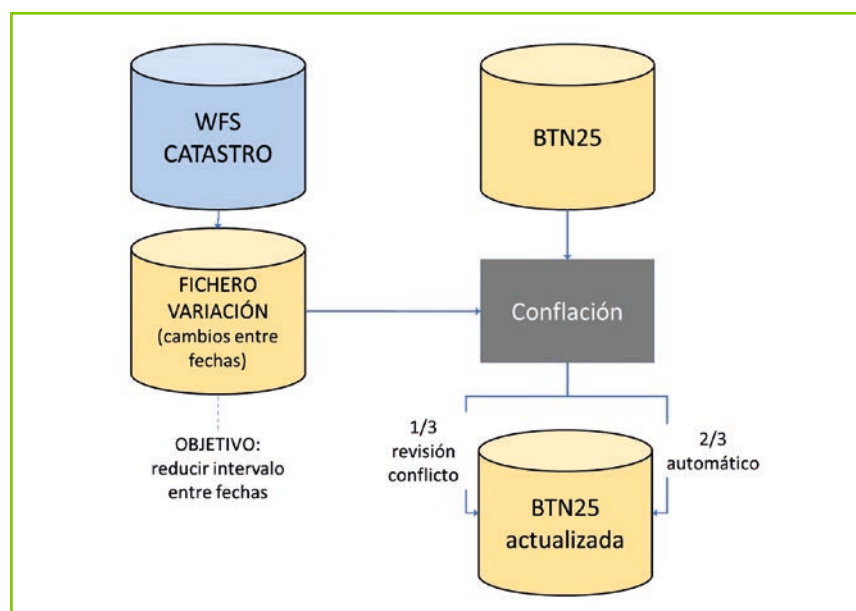 WFS
CATASTRO
BTN25
FICHERO
VARIACIÓN
(cambios entre
fechas)
Conflación
OBJETIVO:
reducir intervalo
entre fechas
1/3
revisión
conflicto
2/3
automático
BTN25
actualizada